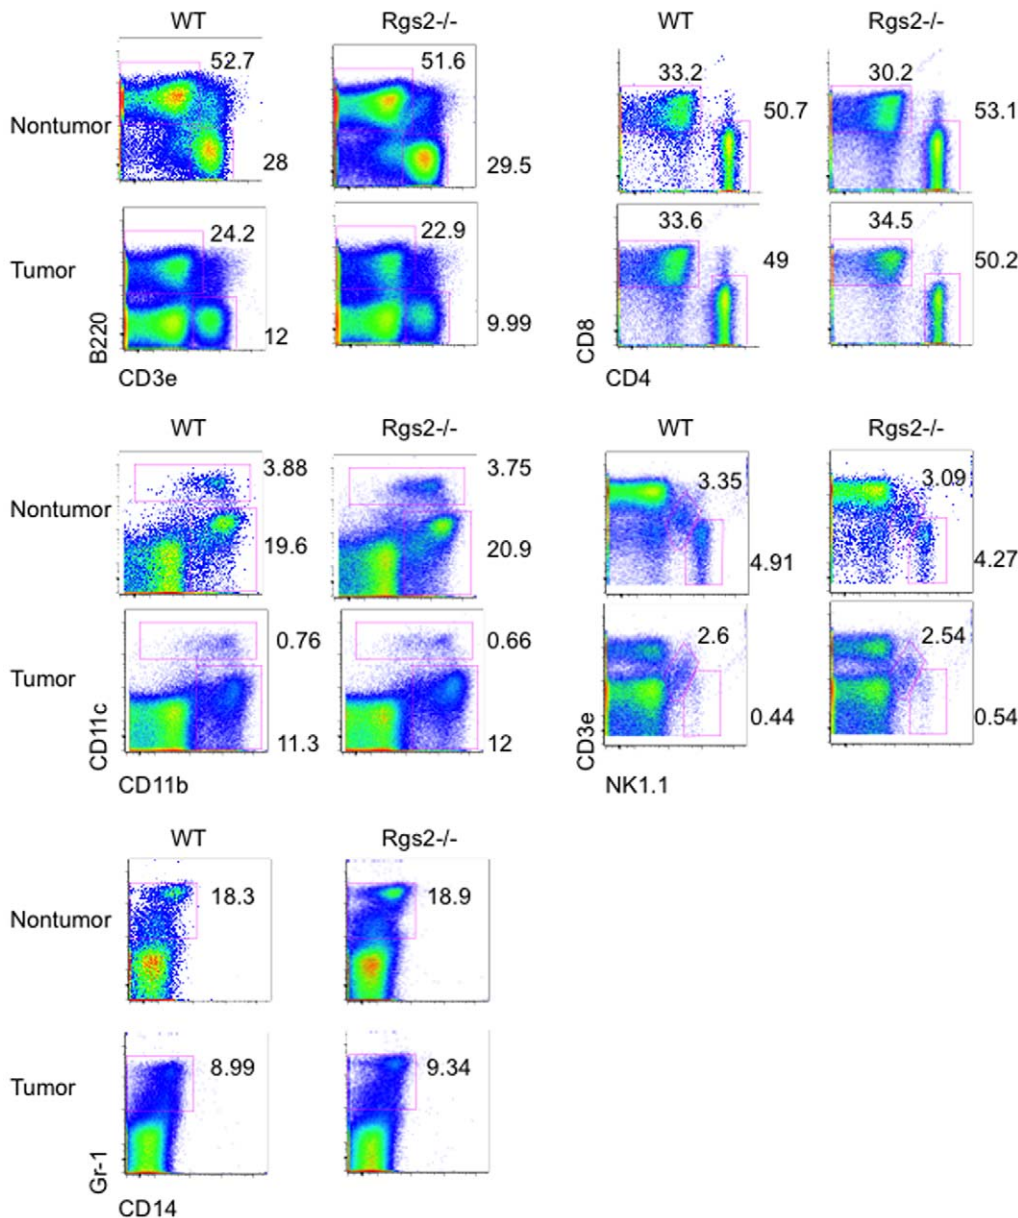 WT Rgs2-/- WT Rgs2-/-
52.7 51.6 33.2 30.2
Nontumor 50.7 53.1
28 29.5
24.2 22.9 33.6 34.5
Tumor 49 50.2
12 9.99
B220 CD8
CD3e CD4
WT Rgs2-/- WT Rgs2-/-
3.88 3.75 3.35 3.09
Nontumor
19.6 20.9 4.91 4.27
0.76 0.66 2.6 2.54
Tumor
11.3 12 0.44 0.54
CD11c CD3e
CD11b NK1.1
WT Rgs2-/-
Nontumor 18.3 18.9
Tumor 8.99 9.34
Gr-1
CD14